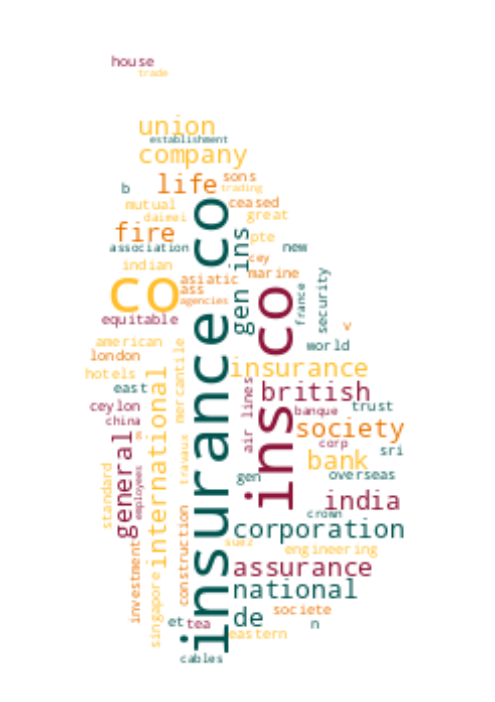 house
trade
union
establishment
company
life
sons
trading
b
mutual
ceased
daimei
great
fire
gen ins
pte
association
new
cey
indian
marine
asiatic
ass
co
agencies
insurance co
ins co
france
security
equitable
v
american
world
london
mercantile
hotels
insurance
east
international
british
air lines
ceylon
banque
trust
china
society
general
corp
travaux
bank
sri
standard
employees
gen
overseas
india
construction
crown
corporation
suez
engineering
investment
assurance
singapore
national
societe
de
et
tea
n
eastern
cables